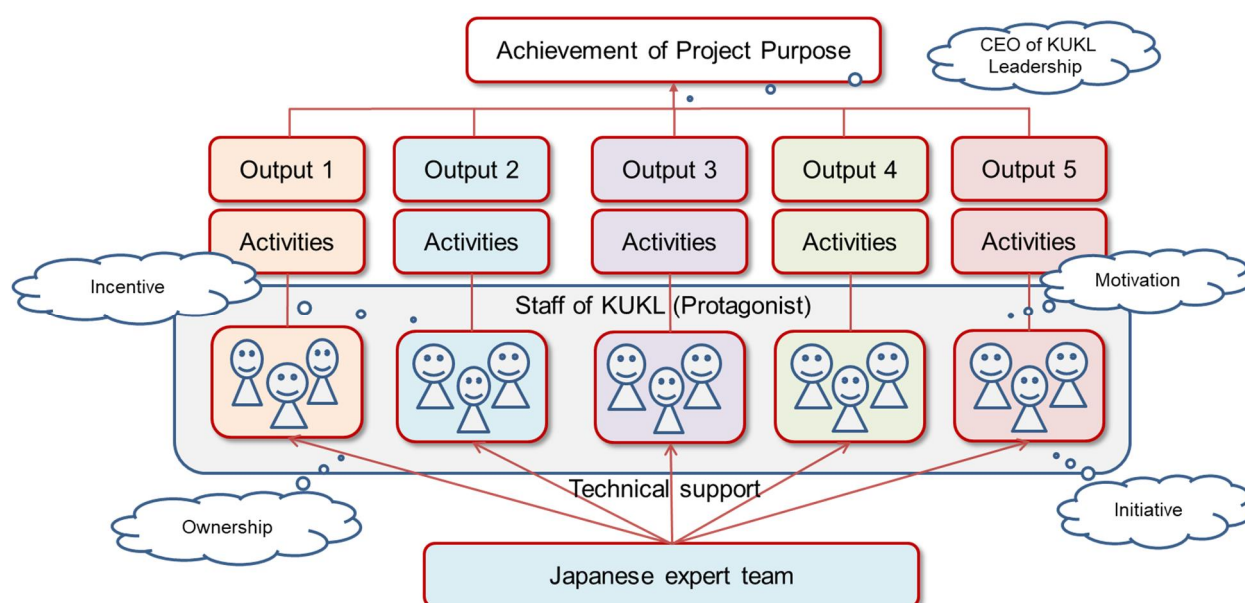 Achievement of Project Purpose
CEO of KUKL
Leadership
Output 1
Output 2
Output 3
Output 4
Output 5
Activities
Activities
Activities
Activities
Activities
Incentive
Motivation
Staff of KUKL (Protagonist)
Technical support
Ownership
Initiative
Japanese expert team